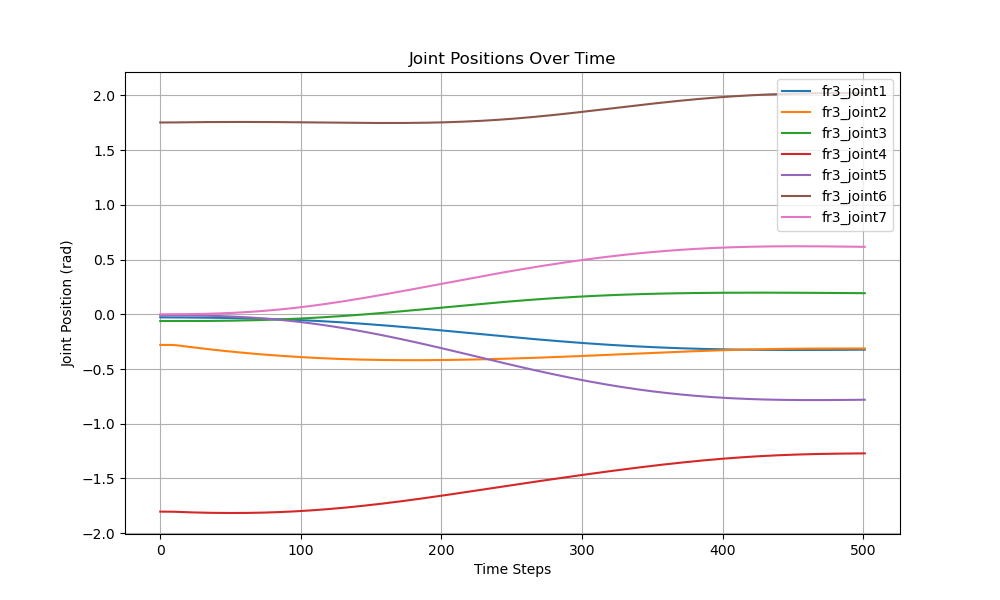 Joint Positions Over Time
Joint Position (rad)
2.0
1.5
1.0
0.5
0.0
−0.5
−1.0
−1.5
−2.0
fr3_joint1
fr3_joint2
fr3_joint3
fr3_joint4
fr3_joint5
fr3_joint6
fr3_joint7
0 100 200 300 400 500
Time Steps